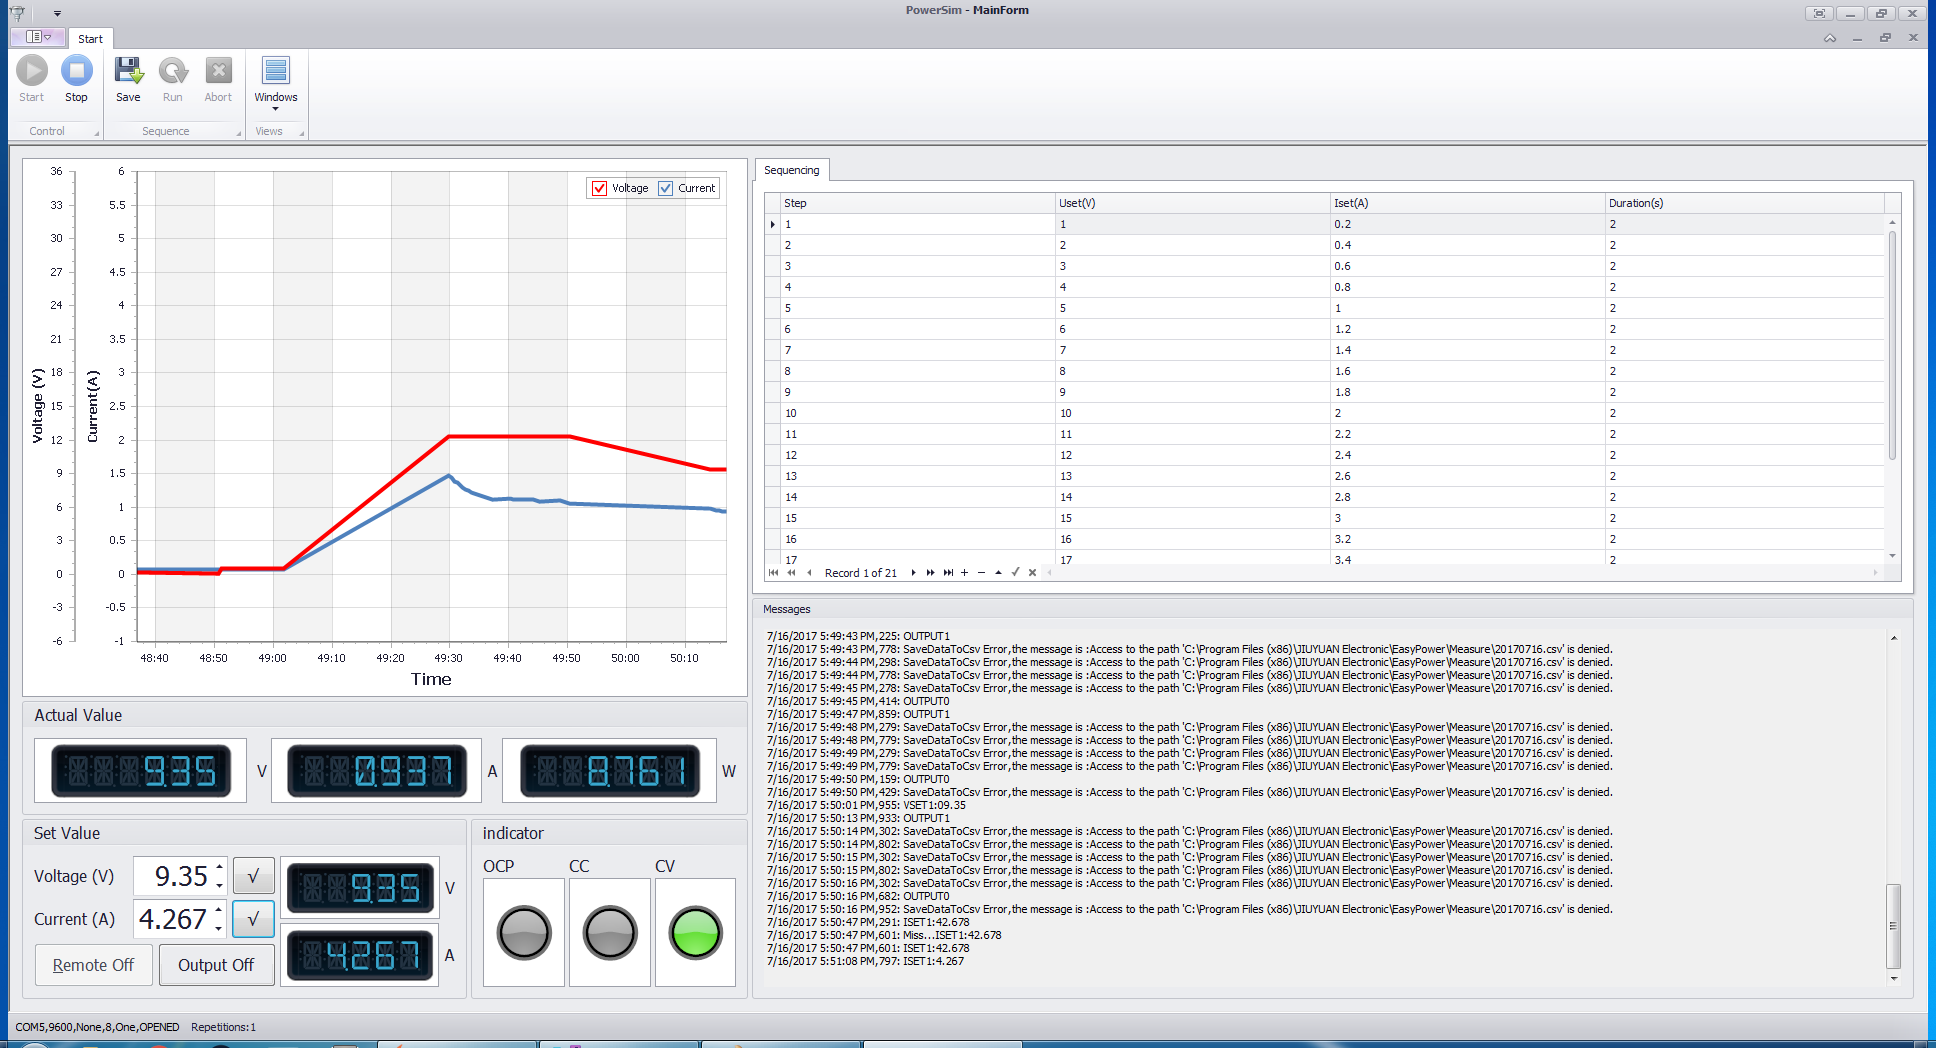 PowerSim - MainForm
Start
Start
Stop
Save
Run
Abort
Windows
Control
Sequence
Views
Voltage
Current
36
33
30
27
24
21
18
15
12
9
6
3
0
-3
-6
Voltage (V)
6
5.5
5
4.5
4
3.5
3
2.5
2
1.5
1
0.5
0
-0.5
-1
Current(A)
48:40 48:50 49:00 49:10 49:20 49:30 49:40 49:50 50:00 50:10
Time
Actual Value
9.35 V 0.937 A 8.761 W
Set Value
Voltage (V) 9.35 √ 9.35 V
Current (A) 4.267 √ 4.267 A
Remote Off Output Off
indicator
OCP CC CV
Sequencing
Step Uset(V) Iset(A) Duration(s)
1 1 0.2 2
2 2 0.4 2
3 3 0.6 2
4 4 0.8 2
5 5 1 2
6 6 1.2 2
7 7 1.4 2
8 8 1.6 2
9 9 1.8 2
10 10 2 2
11 11 2.2 2
12 12 2.4 2
13 13 2.6 2
14 14 2.8 2
15 15 3 2
16 16 3.2 2
17 17 3.4 2
Record 1 of 21
Messages
7/16/2017 5:49:43 PM,225: OUTPUT1
7/16/2017 5:49:43 PM,778: SaveDataToCsv Error,the message is :Access to the path 'C:\Program Files (x86)\JIUYUAN Electronic\EasyPower\Measure\20170716.csv' is denied.
7/16/2017 5:49:44 PM,298: SaveDataToCsv Error,the message is :Access to the path 'C:\Program Files (x86)\JIUYUAN Electronic\EasyPower\Measure\20170716.csv' is denied.
7/16/2017 5:49:44 PM,778: SaveDataToCsv Error,the message is :Access to the path 'C:\Program Files (x86)\JIUYUAN Electronic\EasyPower\Measure\20170716.csv' is denied.
7/16/2017 5:49:45 PM,278: SaveDataToCsv Error,the message is :Access to the path 'C:\Program Files (x86)\JIUYUAN Electronic\EasyPower\Measure\20170716.csv' is denied.
7/16/2017 5:49:45 PM,414: OUTPUT0
7/16/2017 5:49:47 PM,859: OUTPUT1
7/16/2017 5:49:48 PM,279: SaveDataToCsv Error,the message is :Access to the path 'C:\Program Files (x86)\JIUYUAN Electronic\EasyPower\Measure\20170716.csv' is denied.
7/16/2017 5:49:48 PM,779: SaveDataToCsv Error,the message is :Access to the path 'C:\Program Files (x86)\JIUYUAN Electronic\EasyPower\Measure\20170716.csv' is denied.
7/16/2017 5:49:49 PM,279: SaveDataToCsv Error,the message is :Access to the path 'C:\Program Files (x86)\JIUYUAN Electronic\EasyPower\Measure\20170716.csv' is denied.
7/16/2017 5:49:49 PM,779: SaveDataToCsv Error,the message is :Access to the path 'C:\Program Files (x86)\JIUYUAN Electronic\EasyPower\Measure\20170716.csv' is denied.
7/16/2017 5:49:50 PM,159: OUTPUT0
7/16/2017 5:49:50 PM,429: SaveDataToCsv Error,the message is :Access to the path 'C:\Program Files (x86)\JIUYUAN Electronic\EasyPower\Measure\20170716.csv' is denied.
7/16/2017 5:50:01 PM,955: VSET1:09.35
7/16/2017 5:50:13 PM,933: OUTPUT1
7/16/2017 5:50:14 PM,302: SaveDataToCsv Error,the message is :Access to the path 'C:\Program Files (x86)\JIUYUAN Electronic\EasyPower\Measure\20170716.csv' is denied.
7/16/2017 5:50:14 PM,802: SaveDataToCsv Error,the message is :Access to the path 'C:\Program Files (x86)\JIUYUAN Electronic\EasyPower\Measure\20170716.csv' is denied.
7/16/2017 5:50:15 PM,302: SaveDataToCsv Error,the message is :Access to the path 'C:\Program Files (x86)\JIUYUAN Electronic\EasyPower\Measure\20170716.csv' is denied.
7/16/2017 5:50:15 PM,802: SaveDataToCsv Error,the message is :Access to the path 'C:\Program Files (x86)\JIUYUAN Electronic\EasyPower\Measure\20170716.csv' is denied.
7/16/2017 5:50:16 PM,302: SaveDataToCsv Error,the message is :Access to the path 'C:\Program Files (x86)\JIUYUAN Electronic\EasyPower\Measure\20170716.csv' is denied.
7/16/2017 5:50:16 PM,682: OUTPUT0
7/16/2017 5:50:16 PM,952: SaveDataToCsv Error,the message is :Access to the path 'C:\Program Files (x86)\JIUYUAN Electronic\EasyPower\Measure\20170716.csv' is denied.
7/16/2017 5:50:47 PM,291: ISET1:42.678
7/16/2017 5:50:47 PM,601: Miss...ISET1:42.678
7/16/2017 5:50:47 PM,601: ISET1:42.678
7/16/2017 5:51:08 PM,797: ISET1:4.267
COM5,9600,None,8,One,OPENED Repetitions:1